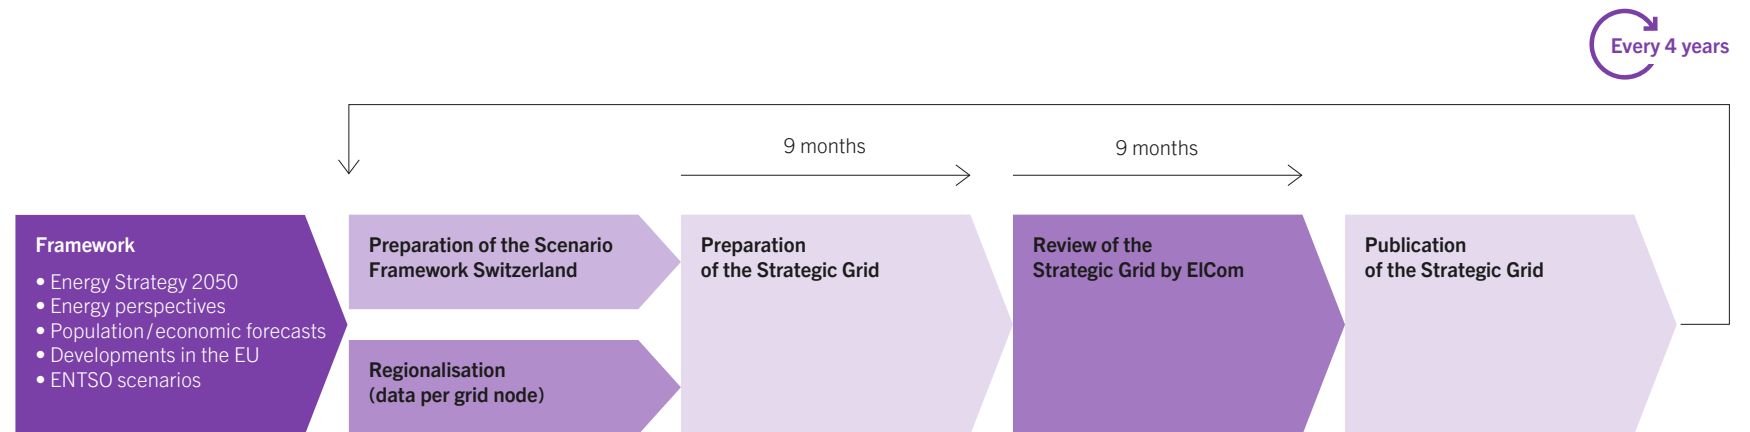 Every 4 years
9 months
9 months
Framework
• Energy Strategy 2050
• Energy perspectives
• Population/economic forecasts
• Developments in the EU
• ENTSO scenarios
Preparation of the Scenario
Framework Switzerland
Regionalisation
(data per grid node)
Preparation
of the Strategic Grid
Review of the
Strategic Grid by ElCom
Publication
of the Strategic Grid